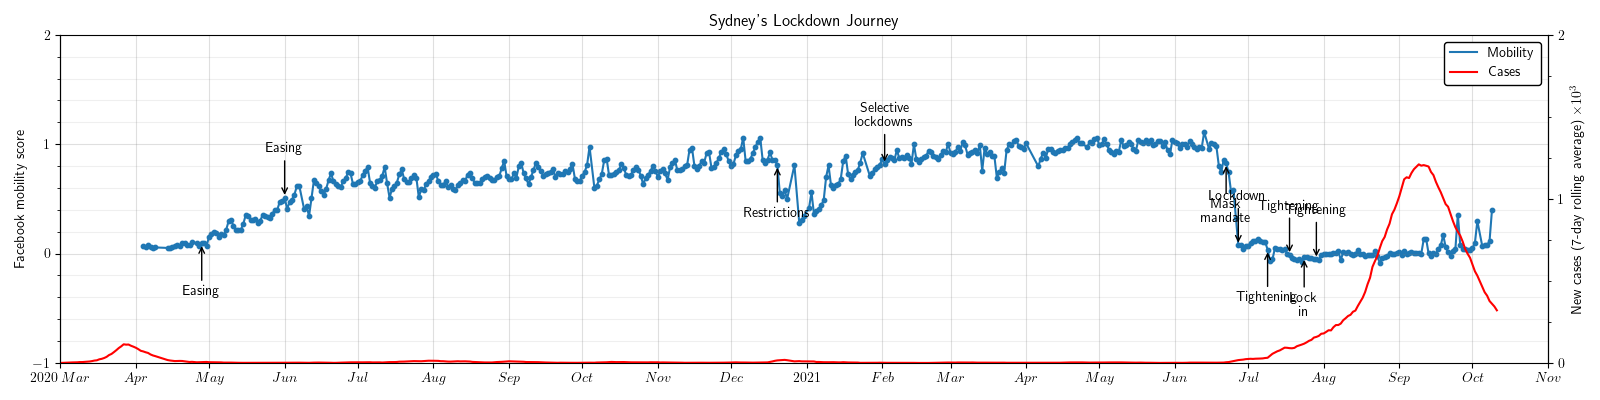 Sydney's Lockdown Journey
2
1
0
−1
Facebook mobility score
2
1
0
New cases (7-day rolling average) ×10³
Mobility
Cases
Selective
lockdowns
Easing
Restrictions
Lockdown
Mask
mandate
Tightening
Tightening
Easing
Tightening
Lock
in
2020 Mar
Apr
May
Jun
Jul
Aug
Sep
Oct
Nov
Dec
2021
Feb
Mar
Apr
May
Jun
Jul
Aug
Sep
Oct
Nov